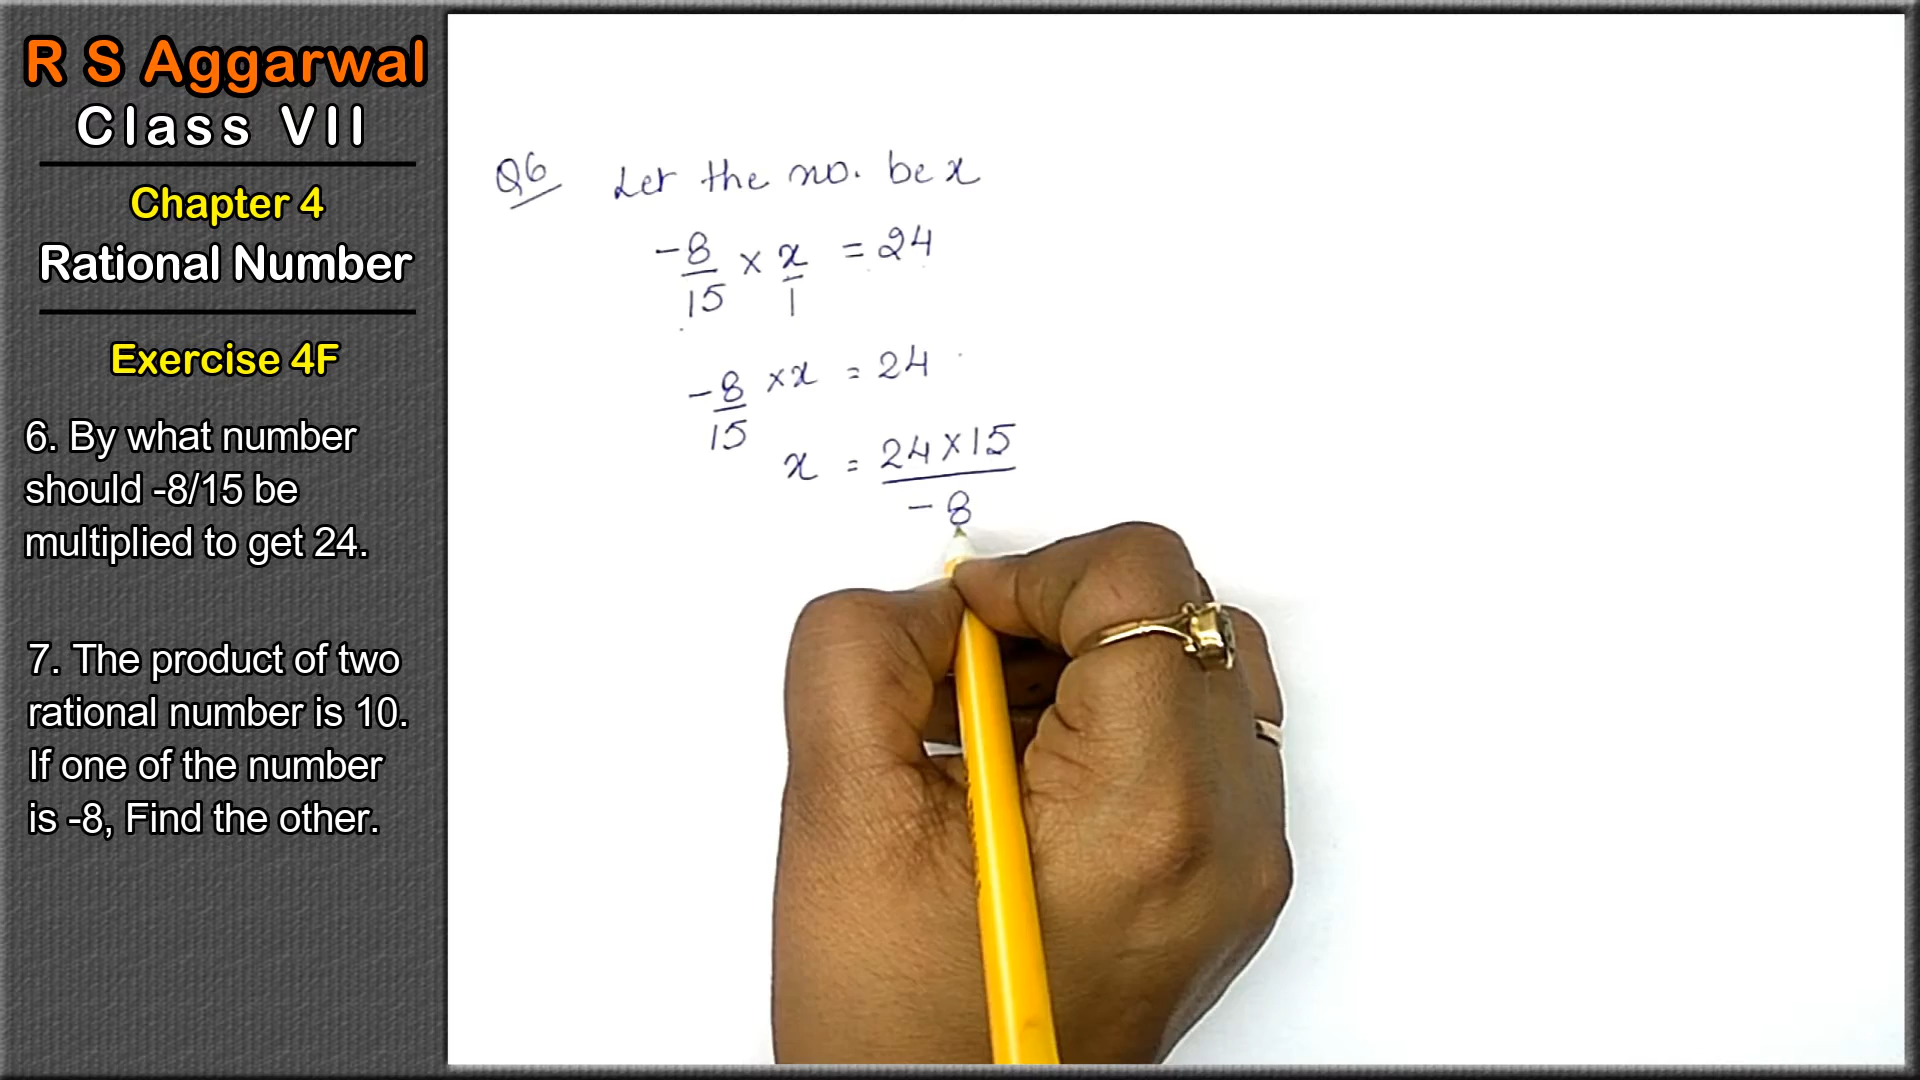 R S Aggarwal
Class VII
Chapter 4
Rational Number
Exercise 4F
6. By what number
should -8/15 be
multiplied to get 24.
7. The product of two
rational number is 10.
If one of the number
is -8, Find the other.
Q6 Let the no. be x
-8/15 × x/1 = 24
-8/15 × x = 24
x = 24 × 15/-8